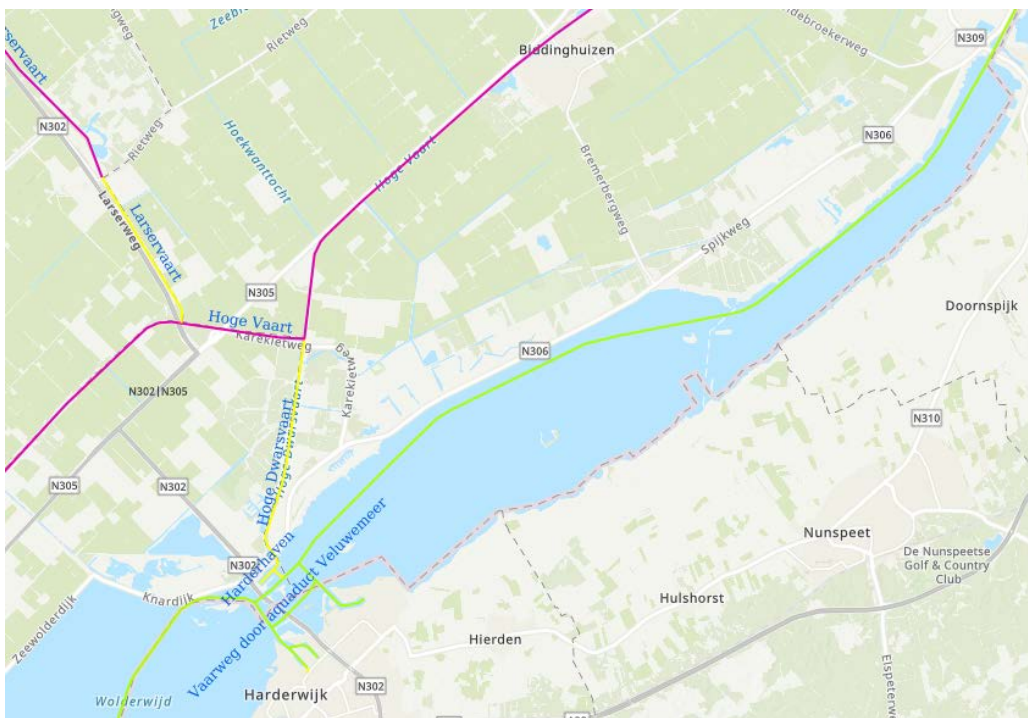 Rietweg
N309
Biddinghuizen
Larservaart
N302
Rietweg
N306
Hoge Vaart
Hoekwanttocht
Bremerbergweg
Larserweg
Larservaart
Spijkweg
N305
Doornspijk
Hoge Vaart
Karekietweg
N306
Karekietweg
N302|N305
N310
Hoge Dwarsvaart
Hoge Dwarsvaart
N305
N302
Nunspeet
De Nunspeetse
Golf & Country
Club
N302
Harderhaven
Knardijk
Zeewolderdijk
Vaarweg door aquaduct Veluwemeer
Hulshorst
Hierden
Elspeterweg
Harderwijk
N302
Wolderwijd